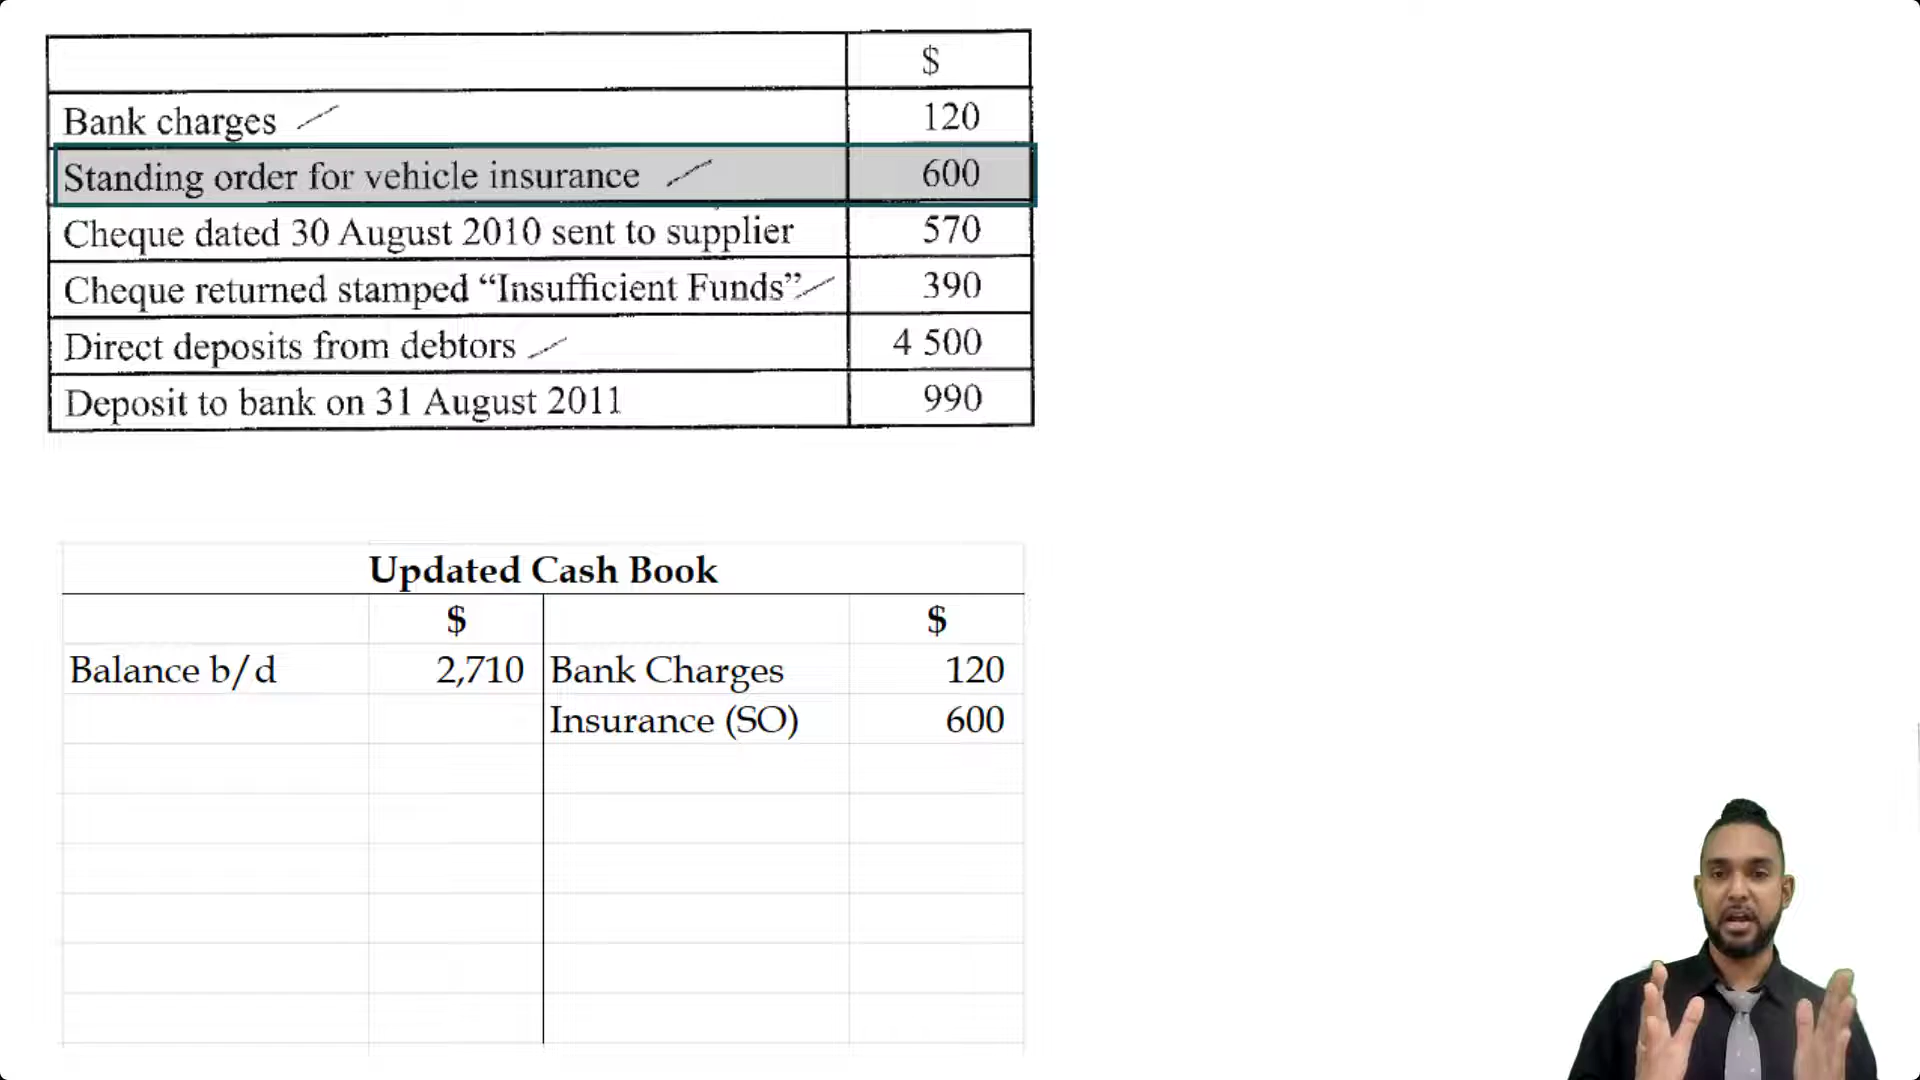 $
Bank charges 120
Standing order for vehicle insurance 600
Cheque dated 30 August 2010 sent to supplier 570
Cheque returned stamped “Insufficient Funds” 390
Direct deposits from debtors 4 500
Deposit to bank on 31 August 2011 990
Updated Cash Book
$ $
Balance b/d 2,710 Bank Charges 120
Insurance (SO) 600